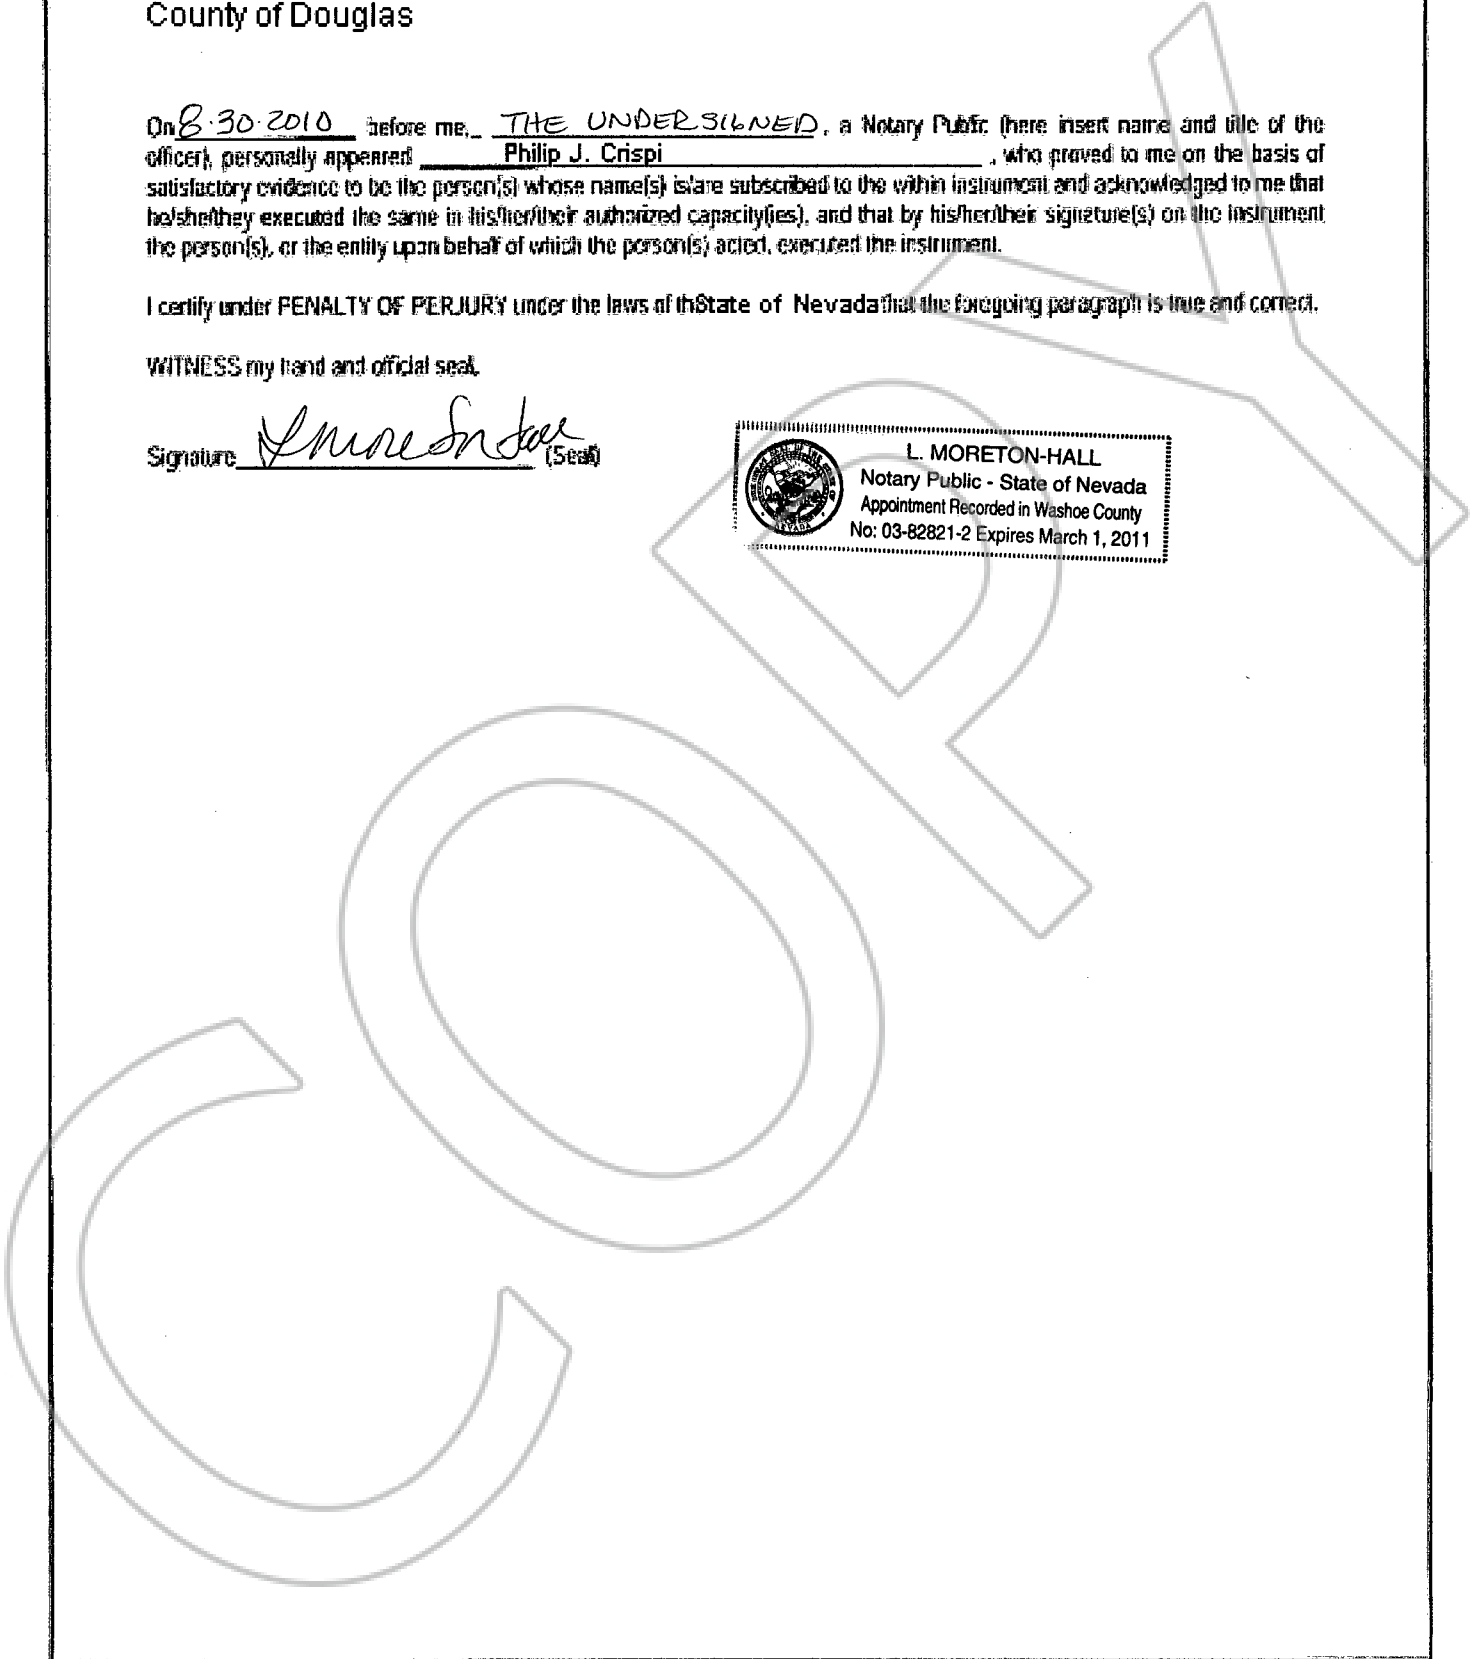 County of Douglas
On 8·30·2010 before me, THE UNDERSIGNED, a Notary Public (here insert name and title of the
officer), personally appeared Philip J. Crispi, who proved to me on the basis of
satisfactory evidence to be the person(s) whose name(s) is/are subscribed to the within instrument and acknowledged to me that
he/she/they executed the same in his/her/their authorized capacity(ies), and that by his/her/their signature(s) on the instrument
the person(s), or the entity upon behalf of which the person(s) acted, executed the instrument.
I certify under PENALTY OF PERJURY under the laws of th State of Nevada that the foregoing paragraph is true and correct.
WITNESS my hand and official seal.
Signature (Seal)
L. MORETON-HALL
Notary Public - State of Nevada
Appointment Recorded in Washoe County
No: 03-82821-2 Expires March 1, 2011
NEVADA
COPY